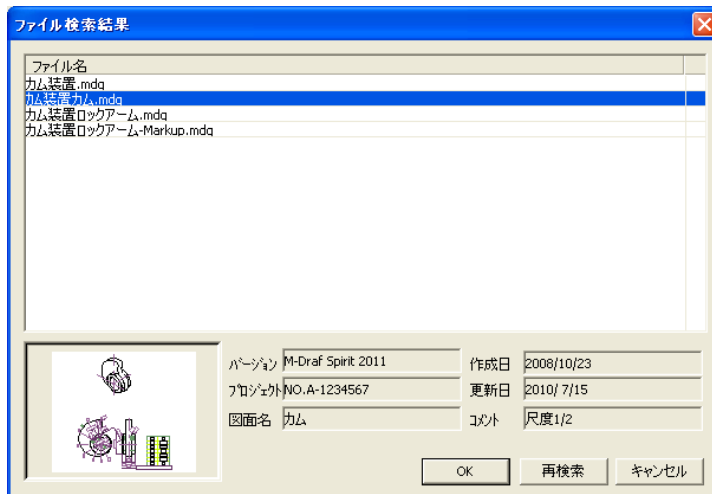 ファイル検索結果
ファイル名
カム装置.mdg
カム装置カム.mdg
カム装置ロックアーム.mdg
カム装置ロックアーム-Markup.mdg
バージョン M-Draf Spirit 2011 作成日 2008/10/23
プロジェクト NO.A-1234567 更新日 2010/ 7/15
図面名 カム コメント 尺度1/2
OK 再検索 キャンセル